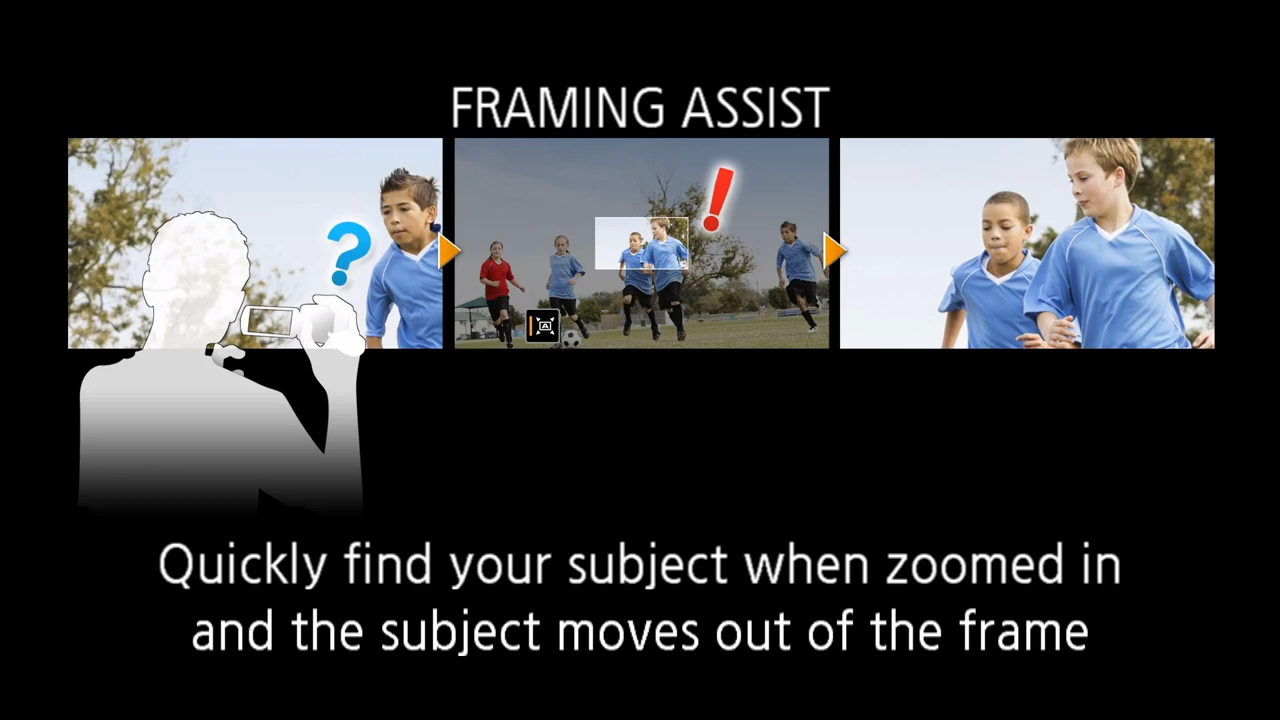 FRAMING ASSIST
?
!
Quickly find your subject when zoomed in
and the subject moves out of the frame